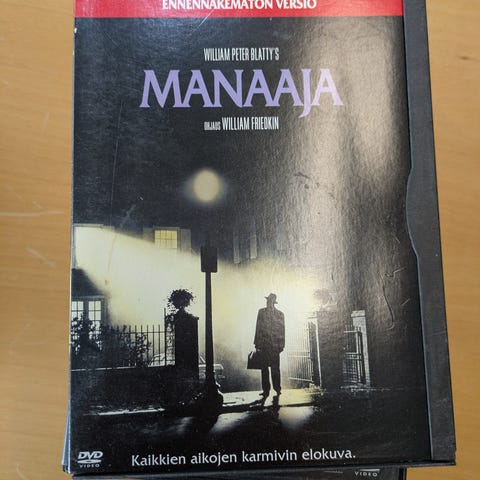 ENNENNÄKEMÄTÖN VERSIO
WILLIAM PETER BLATTY'S
MANAAJA
OHJAUS WILLIAM FRIEDKIN
DVD
VIDEO
Kaikkien aikojen karmivin elokuva.